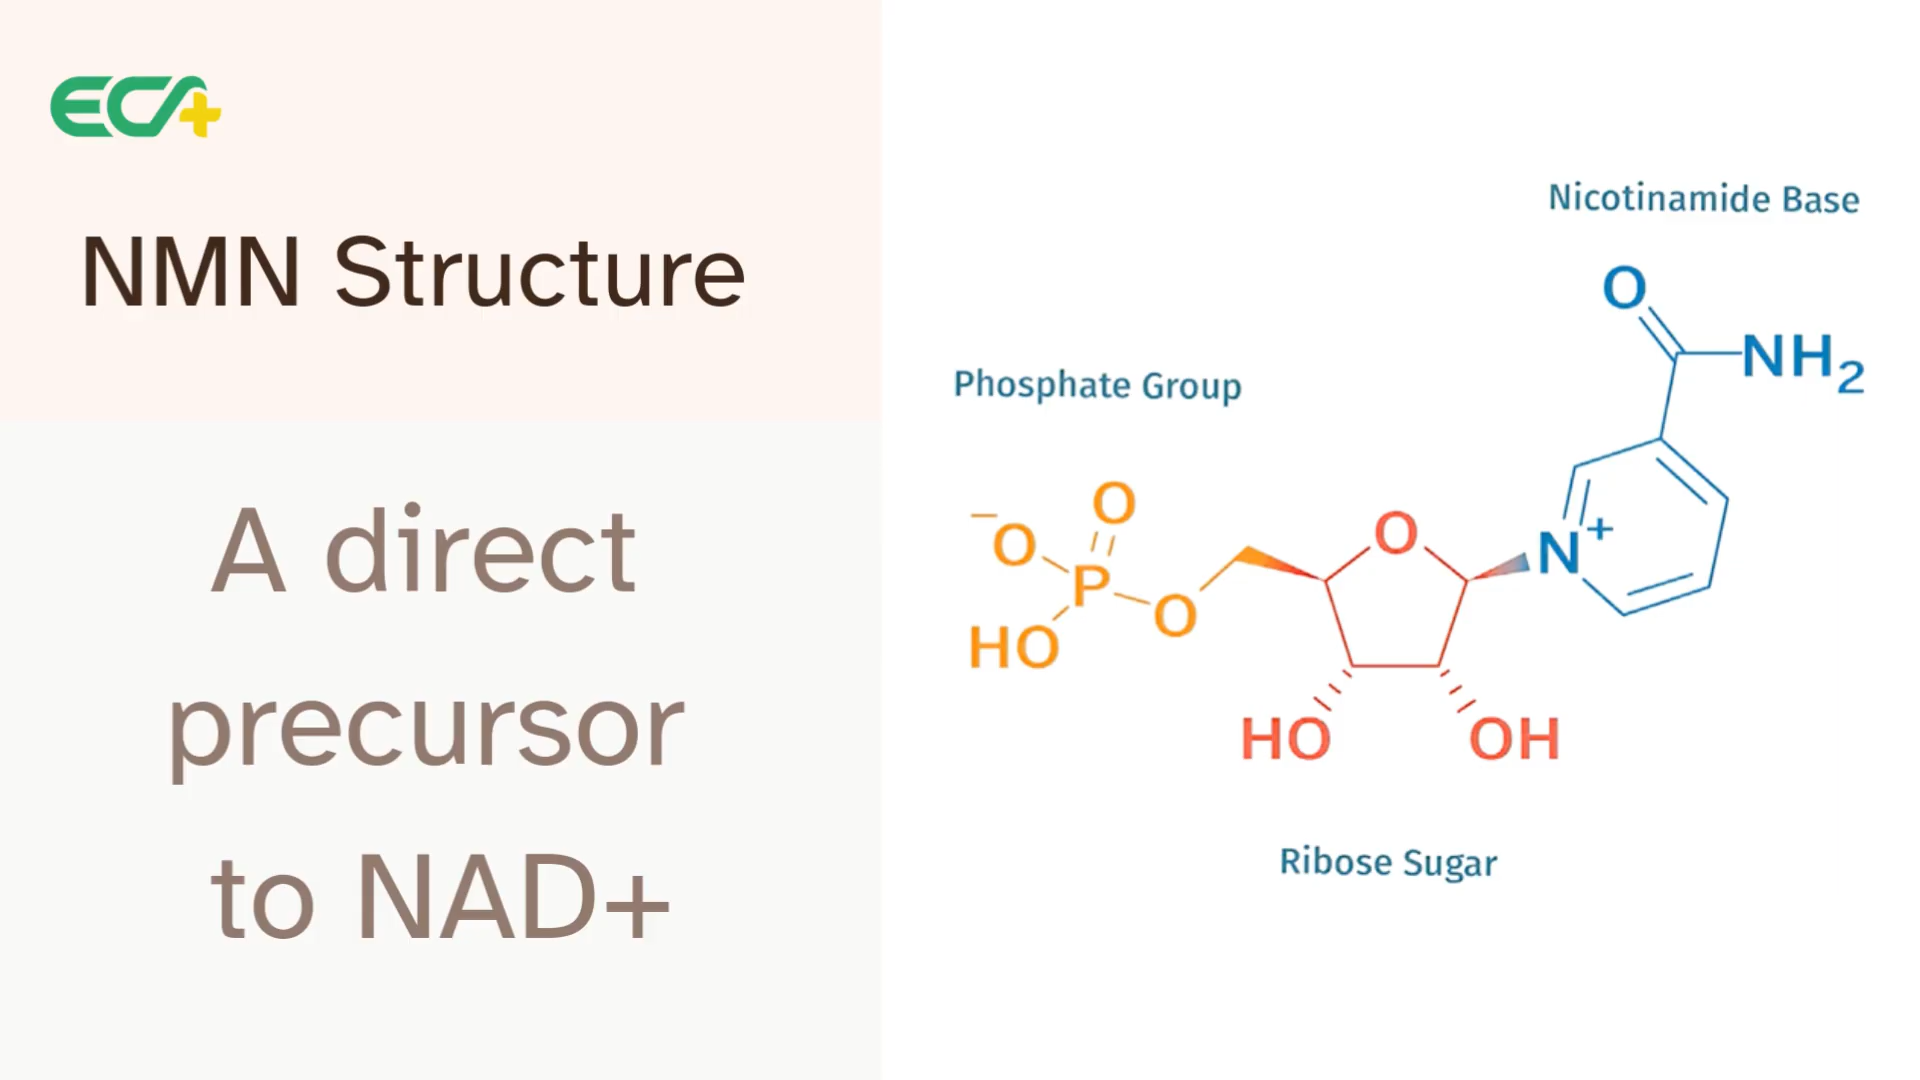 ECA+
NMN Structure
A direct
precursor
to NAD+
Nicotinamide Base
O
NH2
Phosphate Group
O
−O
P
O
HO
O
N+
HO
OH
Ribose Sugar